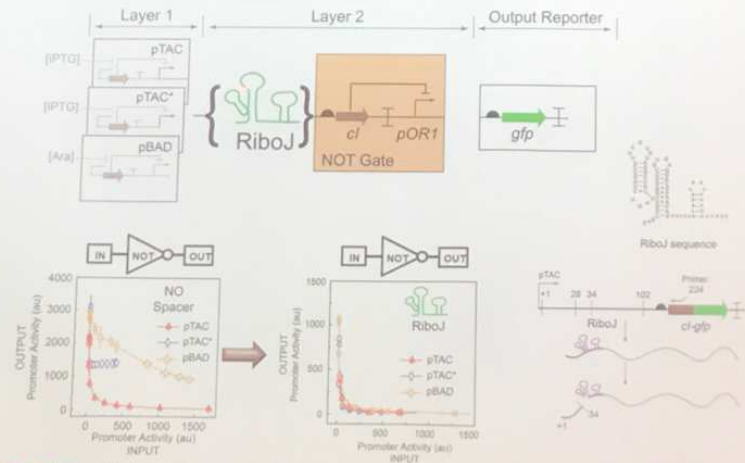 Layer 1
Layer 2
Output Reporter
[IPTG]
pTAC
[IPTG]
pTAC*
[Ara]
pBAD
RiboJ
cI
pOR1
NOT Gate
gfp
RiboJ sequence
IN
NOT
OUT
4000
3000
2000
1000
0
OUTPUT
Promoter Activity (au)
NO
Spacer
pTAC
pTAC*
pBAD
0
500
1000
1500
Promoter Activity (au)
INPUT
IN
NOT
OUT
1500
1000
500
0
OUTPUT
Promoter Activity (au)
RiboJ
pTAC
pTAC*
pBAD
0
500
1000
1500
Promoter Activity (au)
INPUT
pTAC
+1
28
34
102
Primer
224
RiboJ
cI-gfp
+1
34